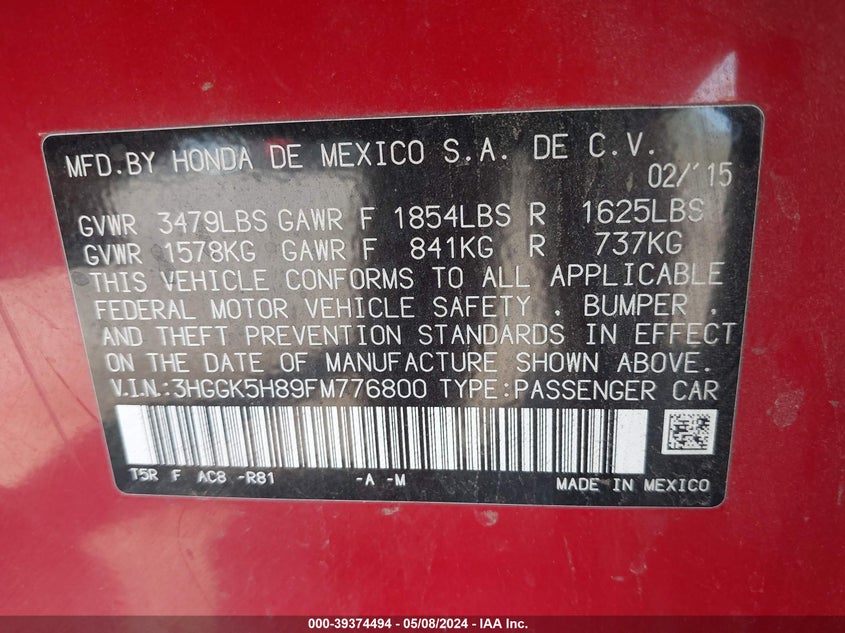 MFD.BY HONDA DE MEXICO S.A. DE C.V.
02/'15
GVWR 3479LBS GAWR F 1854LBS R 1625LBS
GVWR 1578KG GAWR F 841KG R 737KG
THIS VEHICLE CONFORMS TO ALL APPLICABLE
FEDERAL MOTOR VEHICLE SAFETY , BUMPER ,
AND THEFT PREVENTION STANDARDS IN EFFECT
ON THE DATE OF MANUFACTURE SHOWN ABOVE.
V.I.N.:3HGGK5H89FM776800 TYPE:PASSENGER CAR
T5R F AC8 -R81 -A -M MADE IN MEXICO
000-39374494 - 05/08/2024 - IAA Inc.